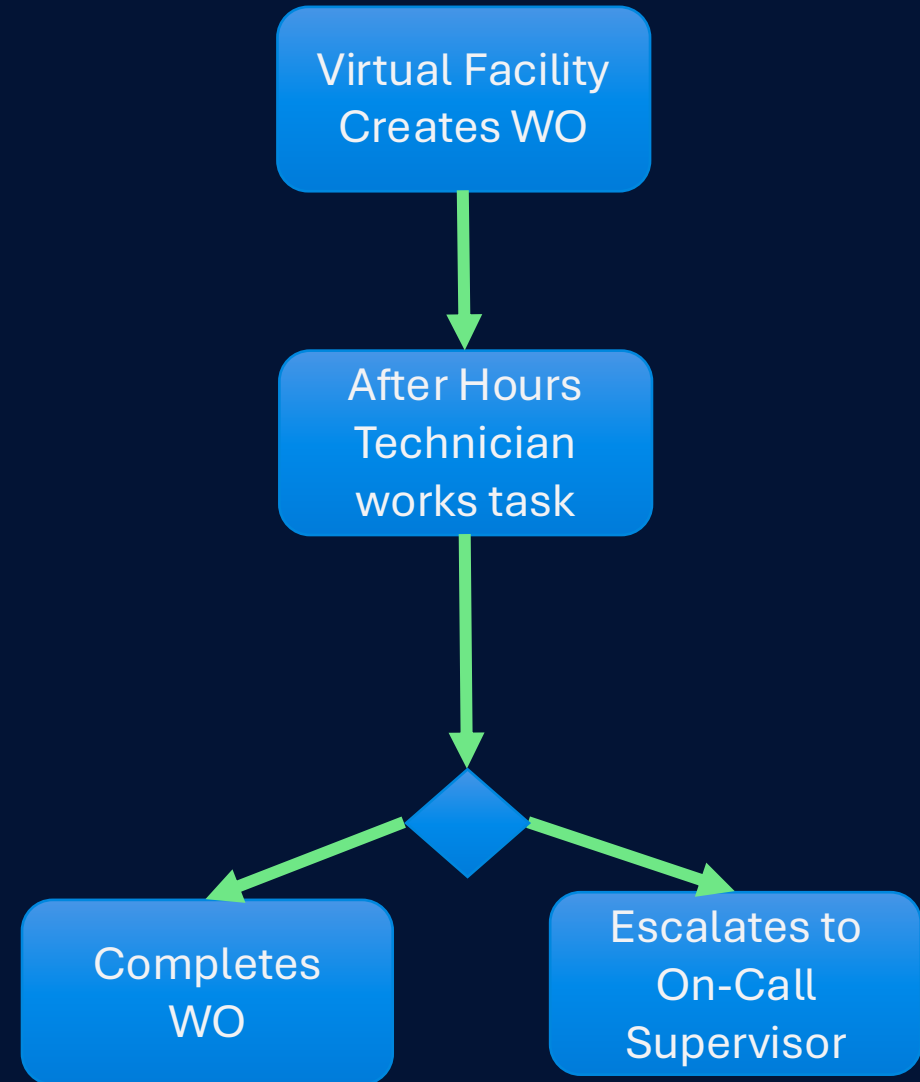 Virtual Facility
Creates WO
After Hours
Technician
works task
Completes
WO
Escalates to
On-Call
Supervisor